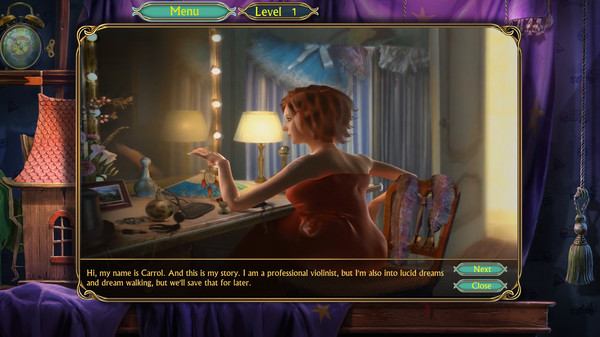 Menu
Level 1
Hi, my name is Carrol. And this is my story. I am a professional violinist, but I'm also into lucid dreams
and dream walking, but we'll save that for later.
Next
Close